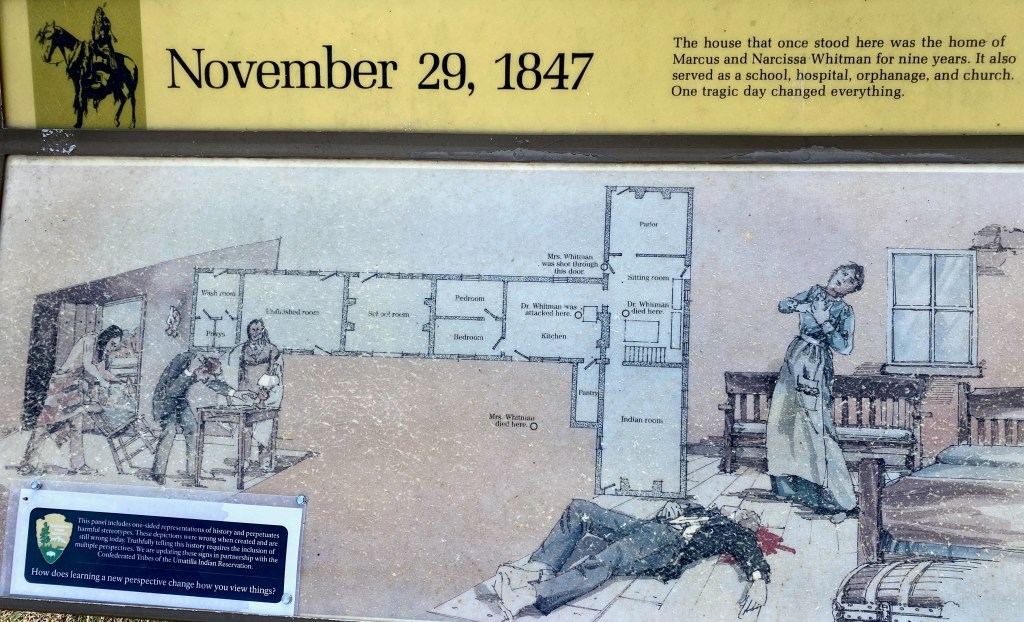 November 29, 1847
The house that once stood here was the home of
Marcus and Narcissa Whitman for nine years. It also
served as a school, hospital, orphanage, and church.
One tragic day changed everything.
Parlor
Mrs. Whitman
was shot through
this door.
Sitting room
Wash room
Unfinished room
School room
Bedroom
Dr. Whitman was
attacked here.
Dr. Whitman
died here.
Privys
Bedroom
Kitchen
Pantry
Mrs. Whitman
died here.
Indian room
This panel includes one-sided representations of history and perpetuates
harmful stereotypes. These depictions were wrong when created and are
still wrong today. Truthfully telling this history requires the inclusion of
multiple perspectives. We are updating these signs in partnership with the
Confederated Tribes of the Umatilla Indian Reservation.
How does learning a new perspective change how you view things?